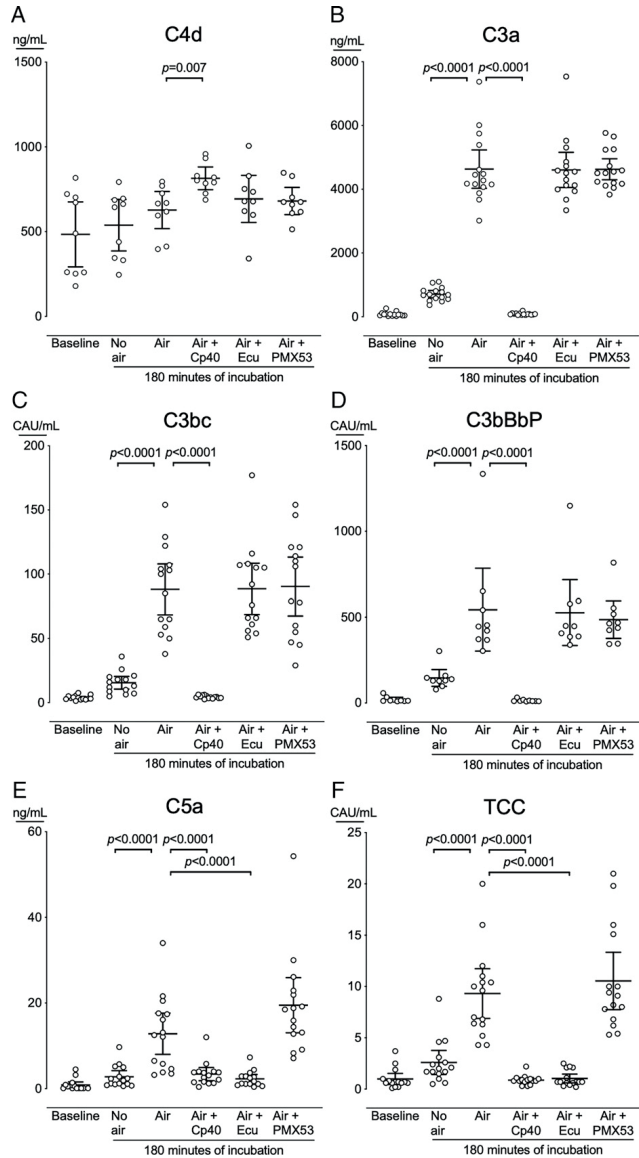 A
C4d
ng/mL
1500
1000
500
0
p=0.007
Baseline No air Air Air + Cp40 Air + Ecu Air + PMX53
180 minutes of incubation
B
C3a
ng/mL
8000
6000
4000
2000
0
p<0.0001 p<0.0001
Baseline No air Air Air + Cp40 Air + Ecu Air + PMX53
180 minutes of incubation
C
C3bc
CAU/mL
200
150
100
50
0
p<0.0001 p<0.0001
Baseline No air Air Air + Cp40 Air + Ecu Air + PMX53
180 minutes of incubation
D
C3bBbP
CAU/mL
1500
1000
500
0
p<0.0001 p<0.0001
Baseline No air Air Air + Cp40 Air + Ecu Air + PMX53
180 minutes of incubation
E
C5a
ng/mL
60
40
20
0
p<0.0001 p<0.0001
p<0.0001
Baseline No air Air Air + Cp40 Air + Ecu Air + PMX53
180 minutes of incubation
F
TCC
CAU/mL
25
20
15
10
5
0
p<0.0001 p<0.0001
p<0.0001
Baseline No air Air Air + Cp40 Air + Ecu Air + PMX53
180 minutes of incubation